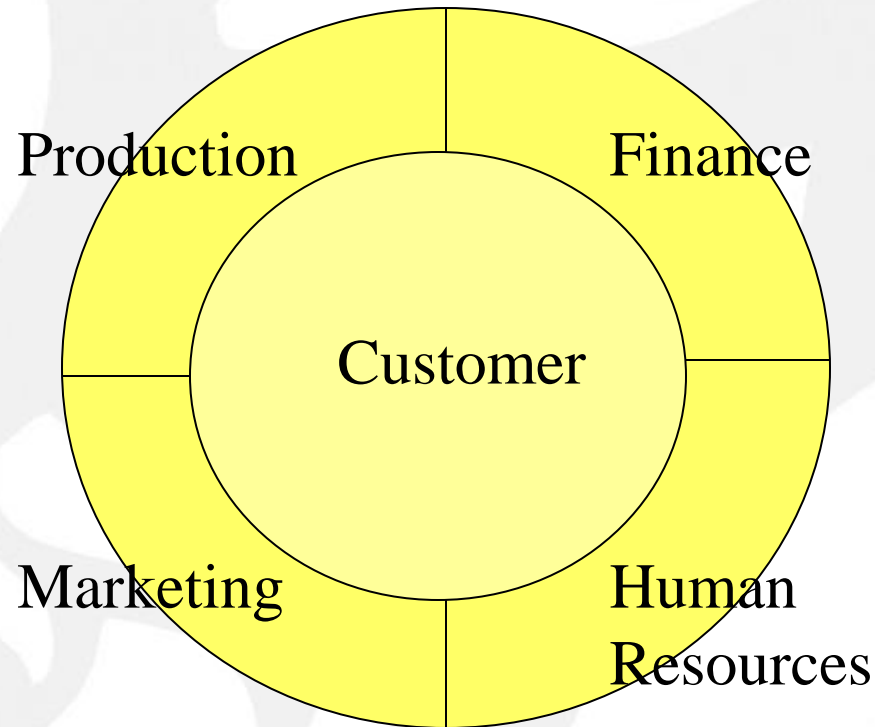 Production
Finance
Customer
Marketing
Human
Resources